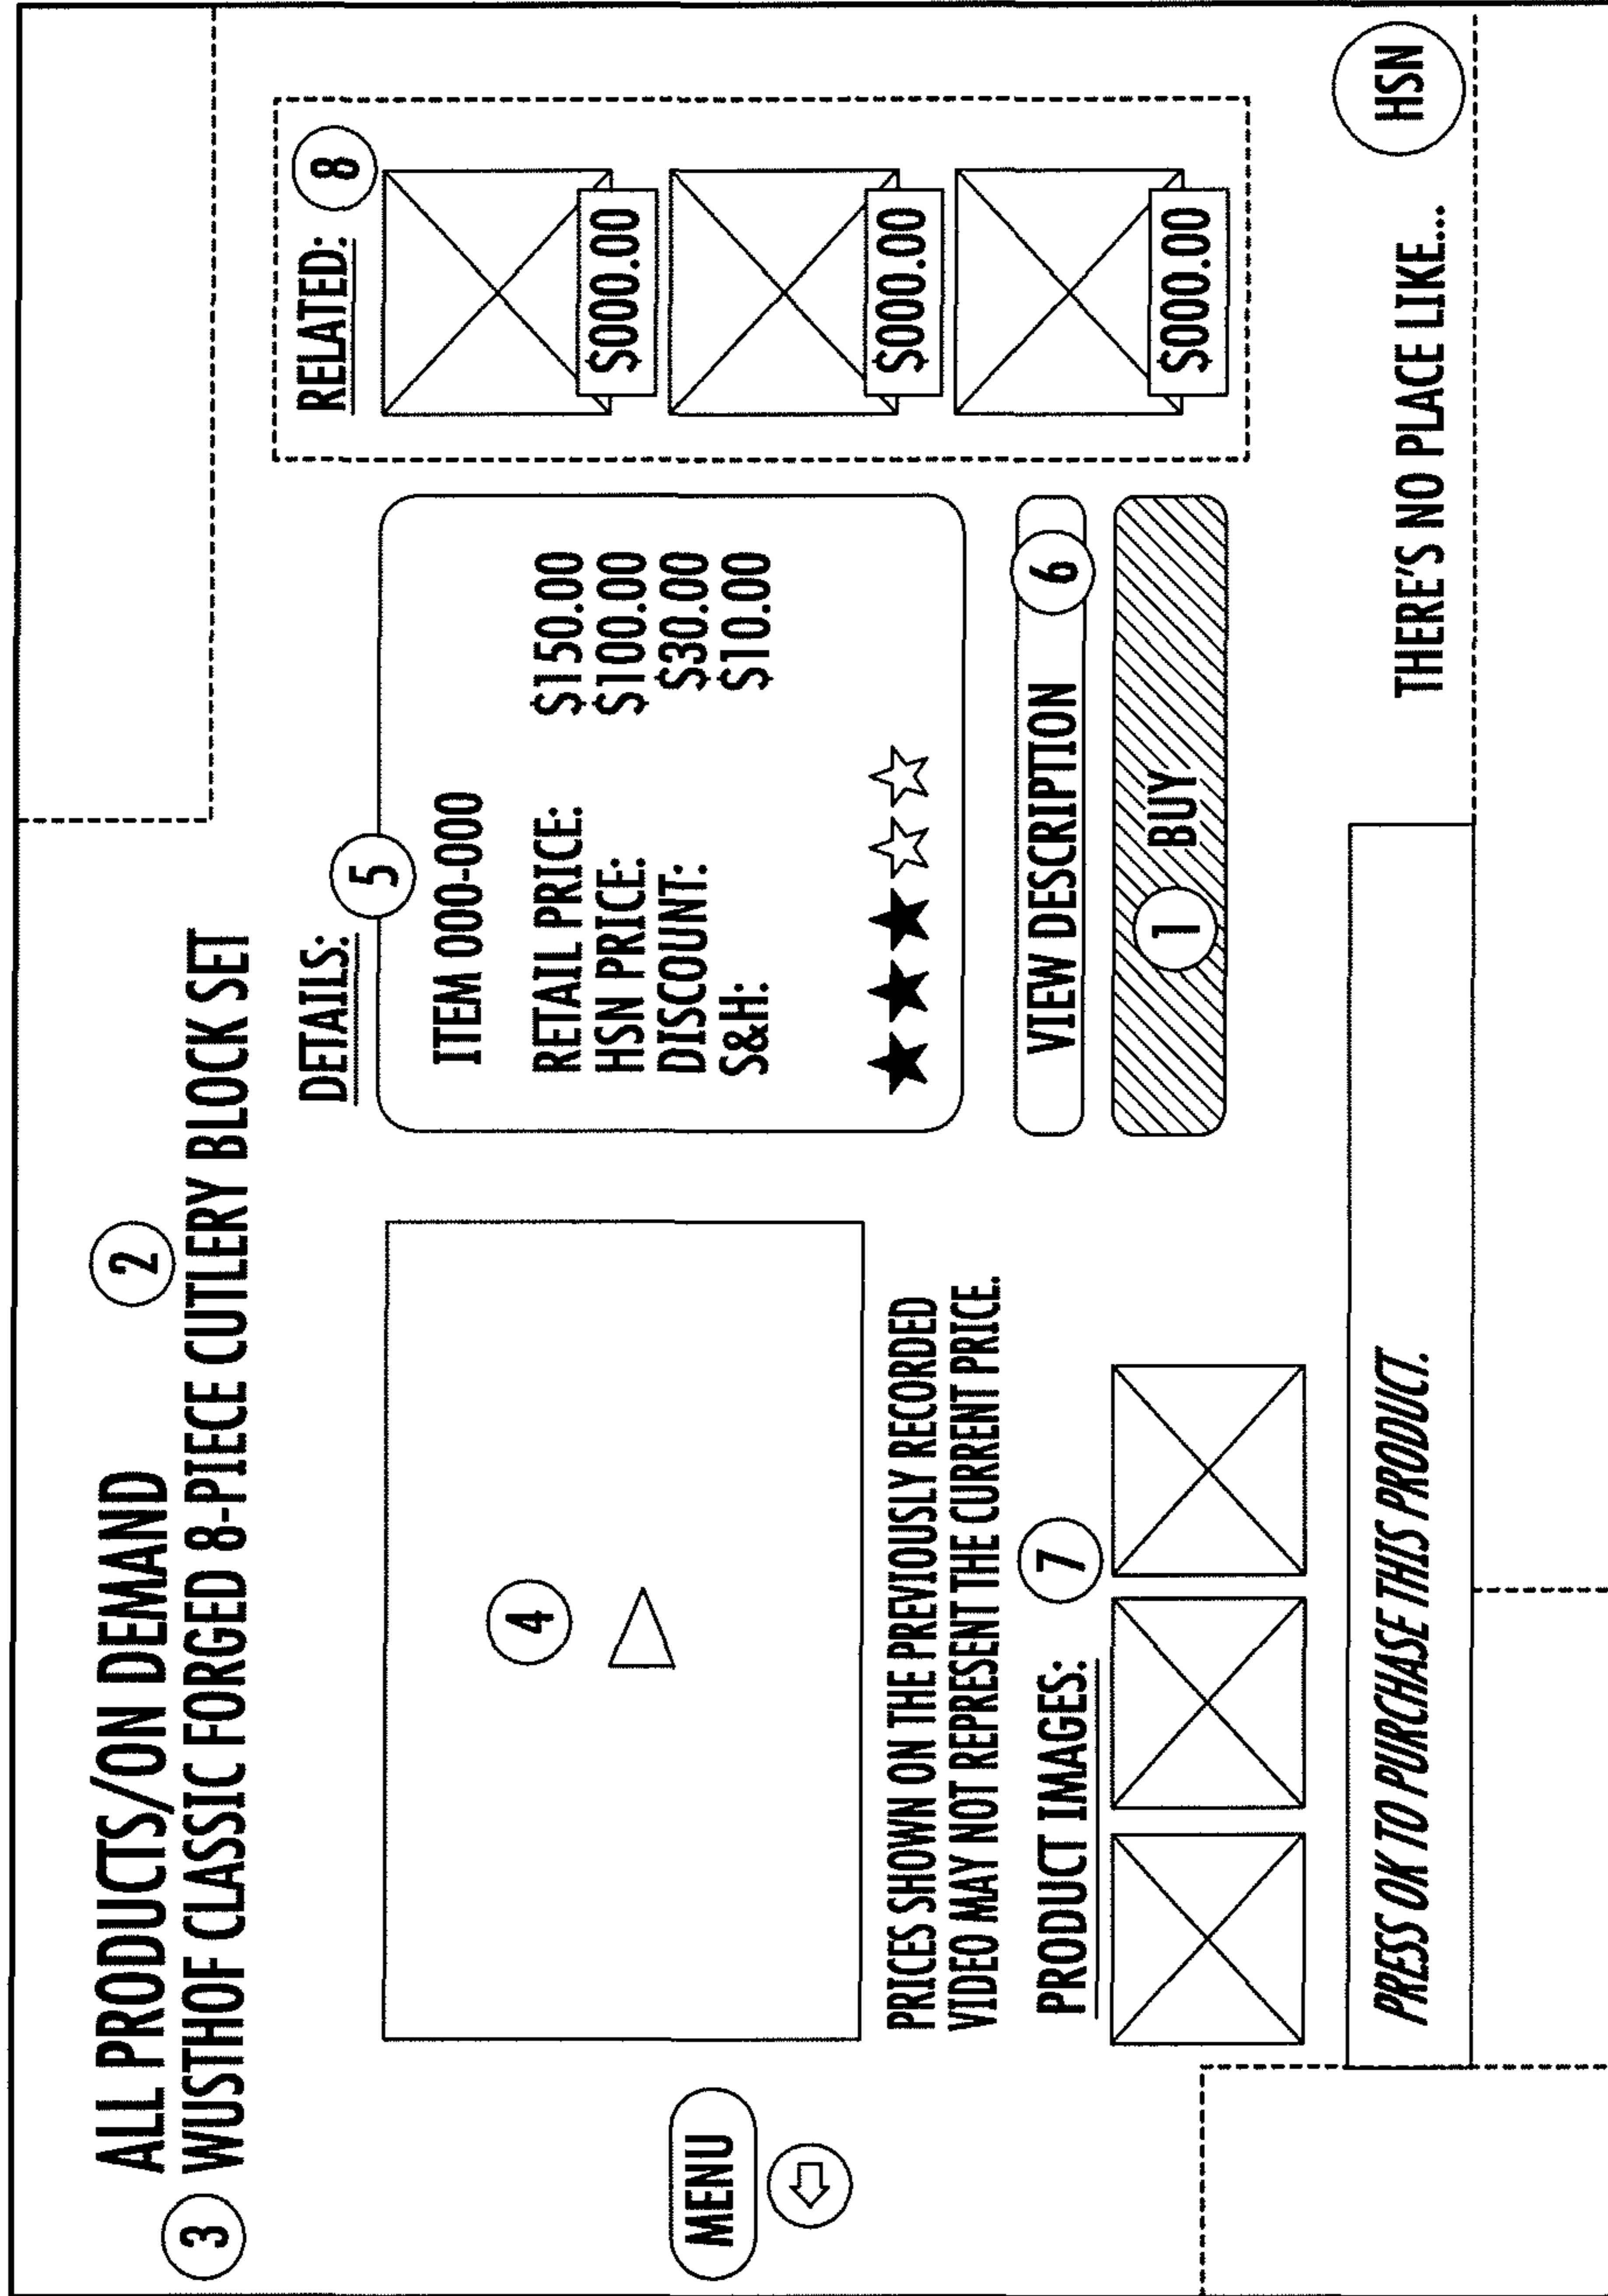 ALL PRODUCTS/ON DEMAND
2
3
WUSTHOF CLASSIC FORGED 8-PIECE CUTLERY BLOCK SET
MENU
4
PRICES SHOWN ON THE PREVIOUSLY RECORDED
VIDEO MAY NOT REPRESENT THE CURRENT PRICE.
PRODUCT IMAGES:
7
DETAILS:
5
ITEM 000-000
RETAIL PRICE: $150.00
HSN PRICE: $100.00
DISCOUNT: $30.00
S&H: $10.00
VIEW DESCRIPTION 6
1 BUY
RELATED: 8
$000.00
$000.00
$000.00
PRESS OK TO PURCHASE THIS PRODUCT.
THERE'S NO PLACE LIKE... HSN